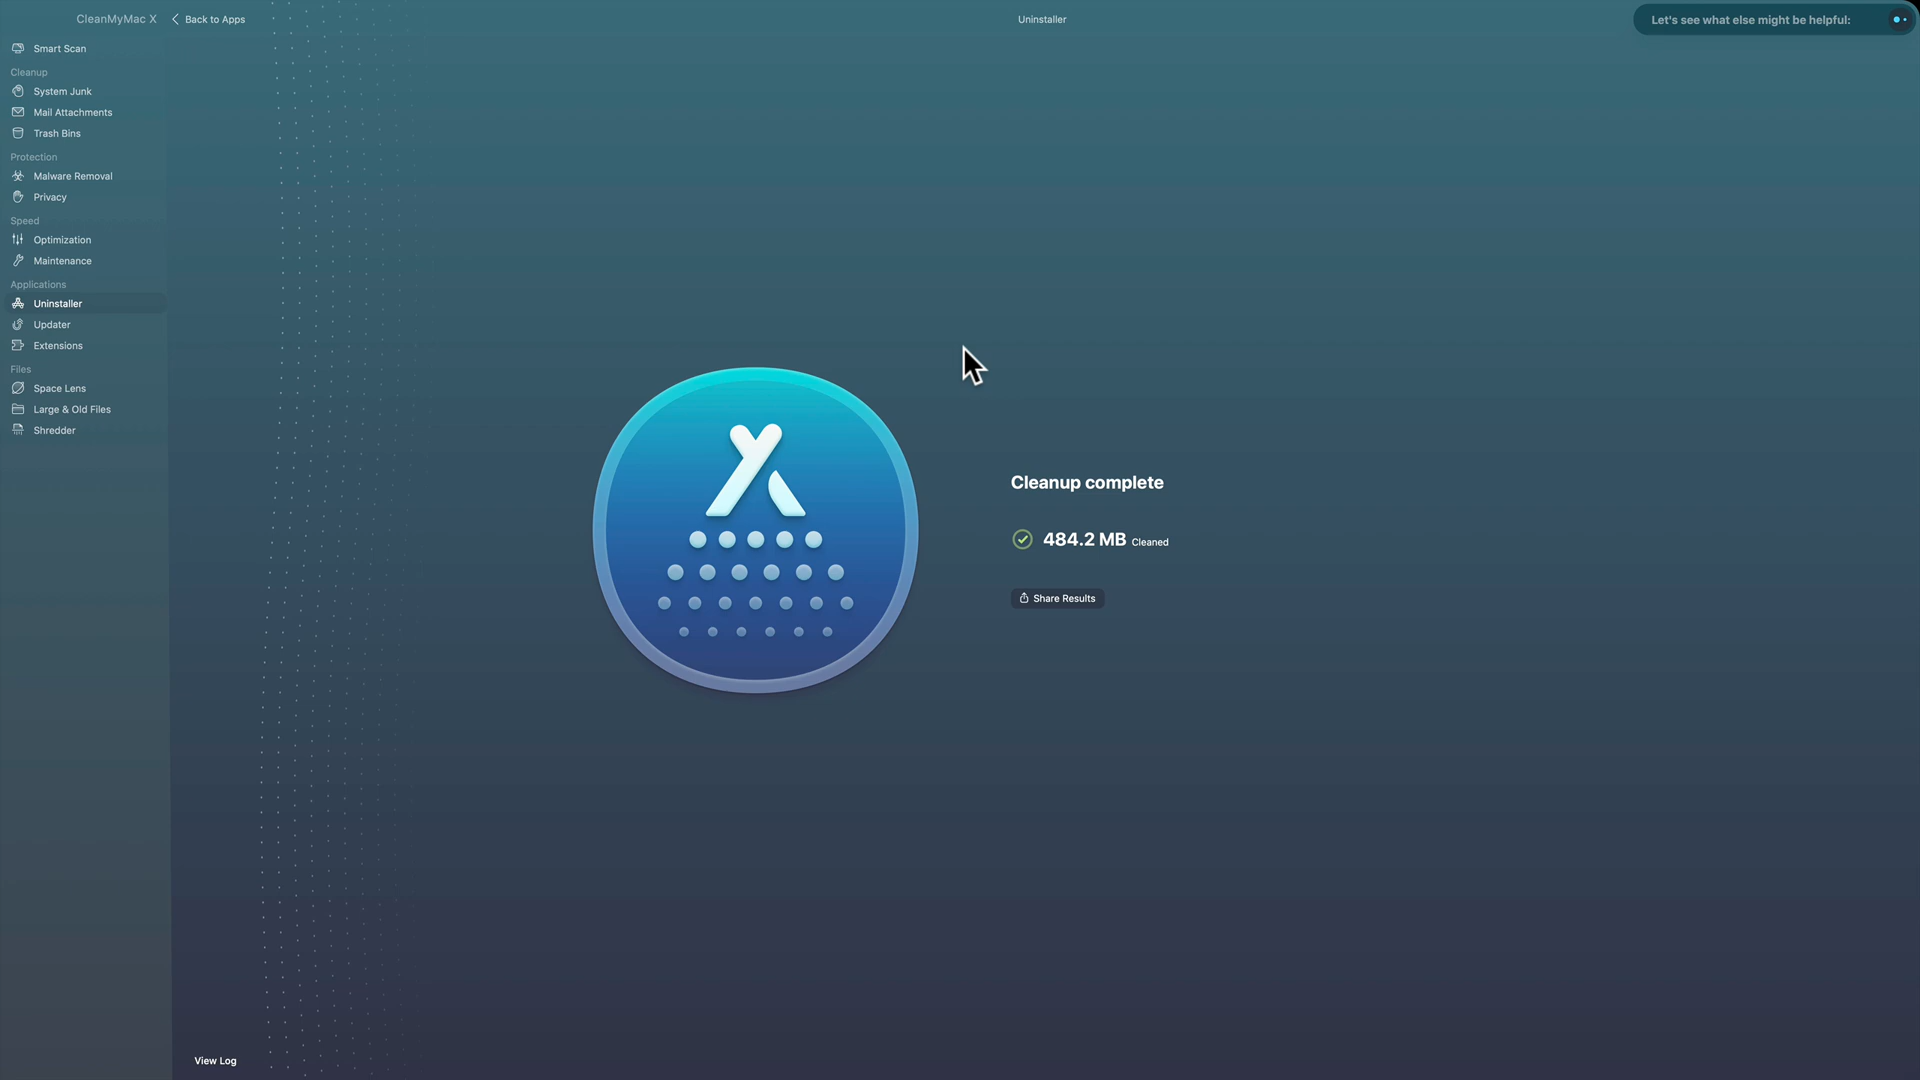 CleanMyMac X
Back to Apps
Uninstaller
Let's see what else might be helpful:
Smart Scan
Cleanup
System Junk
Mail Attachments
Trash Bins
Protection
Malware Removal
Privacy
Speed
Optimization
Maintenance
Applications
Uninstaller
Updater
Extensions
Files
Space Lens
Large & Old Files
Shredder
Cleanup complete
484.2 MB Cleaned
Share Results
View Log